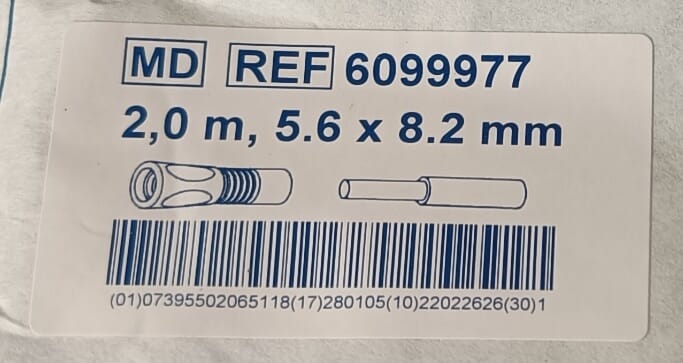 MD REF 6099977
2,0 m, 5.6 x 8.2 mm
(01)07395502065118(17)280105(10)22022626(30)1